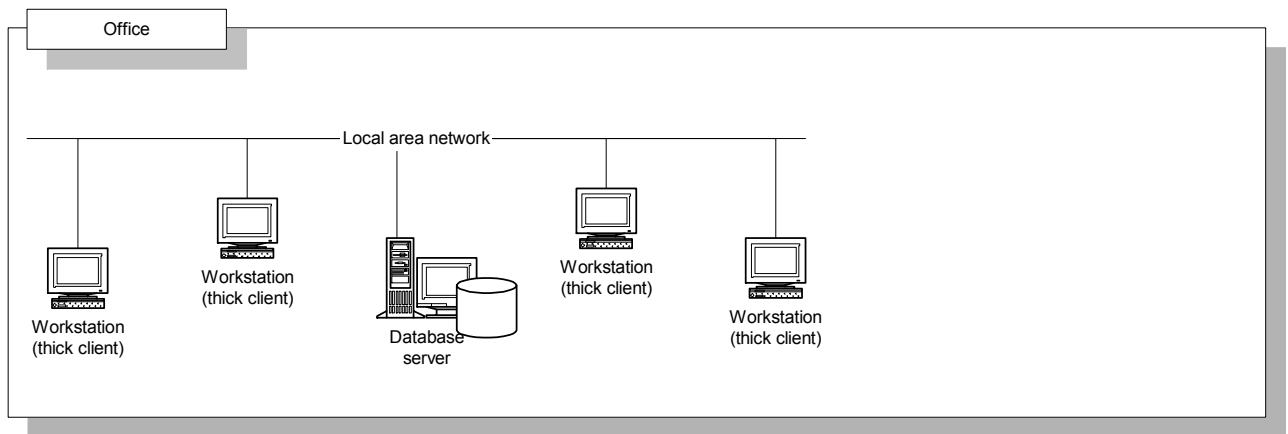 Office
Local area network
Workstation
(thick client)
Workstation
(thick client)
Database
server
Workstation
(thick client)
Workstation
(thick client)